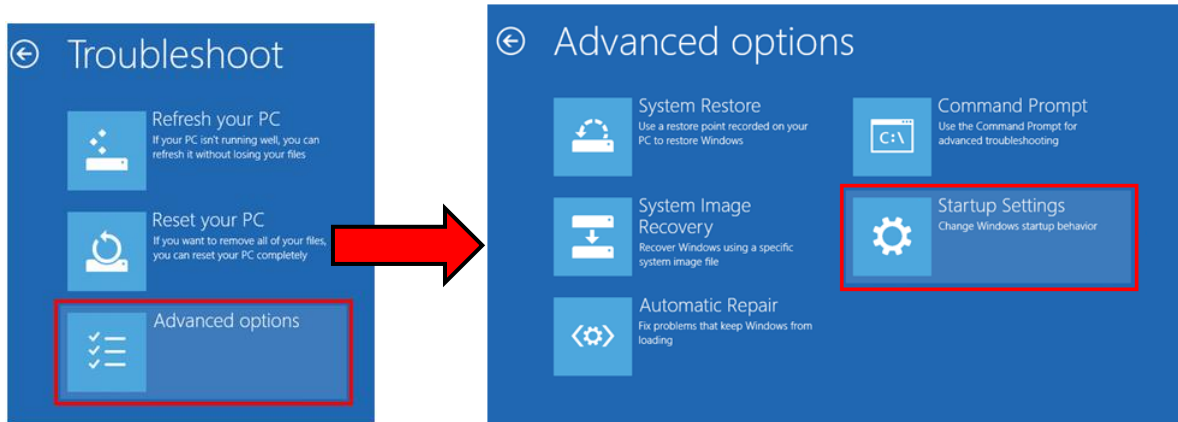 Troubleshoot
Refresh your PC
If your PC isn't running well, you can
refresh it without losing your files
Reset your PC
If you want to remove all of your files,
you can reset your PC completely
Advanced options
Advanced options
System Restore
Use a restore point recorded on your
PC to restore Windows
System Image
Recovery
Recover Windows using a specific
system image file
Automatic Repair
Fix problems that keep Windows from
loading
Command Prompt
Use the Command Prompt for
advanced troubleshooting
C:\
Startup Settings
Change Windows startup behavior